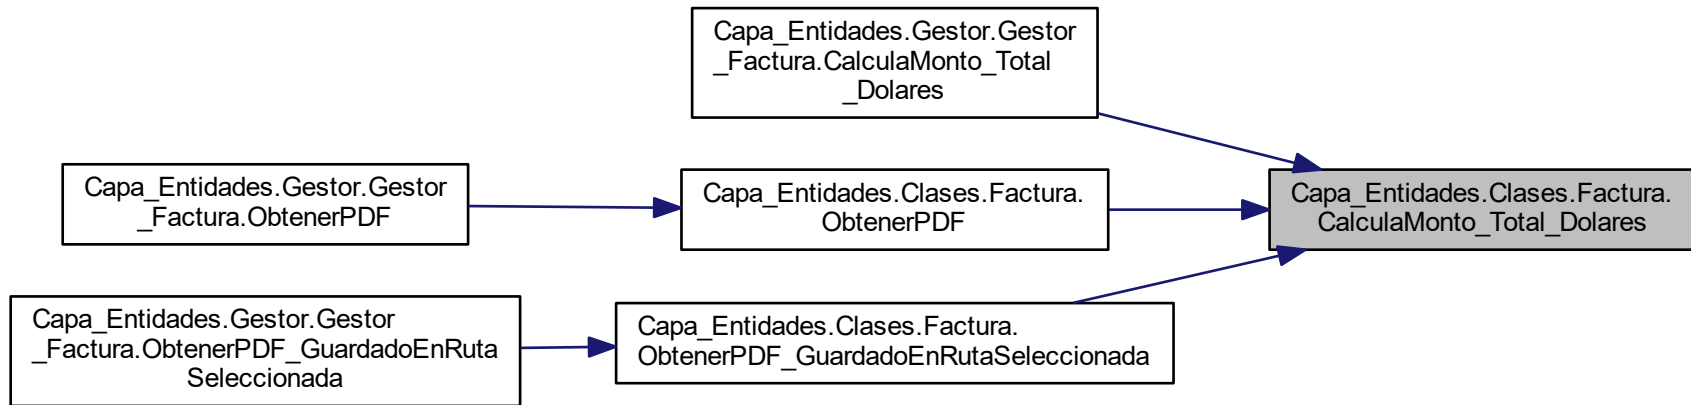 Capa_Entidades.Gestor.Gestor
_Factura.CalculaMonto_Total
_Dolares
Capa_Entidades.Gestor.Gestor
_Factura.ObtenerPDF
Capa_Entidades.Clases.Factura.
ObtenerPDF
Capa_Entidades.Clases.Factura.
CalculaMonto_Total_Dolares
Capa_Entidades.Gestor.Gestor
_Factura.ObtenerPDF_GuardadoEnRuta
Seleccionada
Capa_Entidades.Clases.Factura.
ObtenerPDF_GuardadoEnRutaSeleccionada